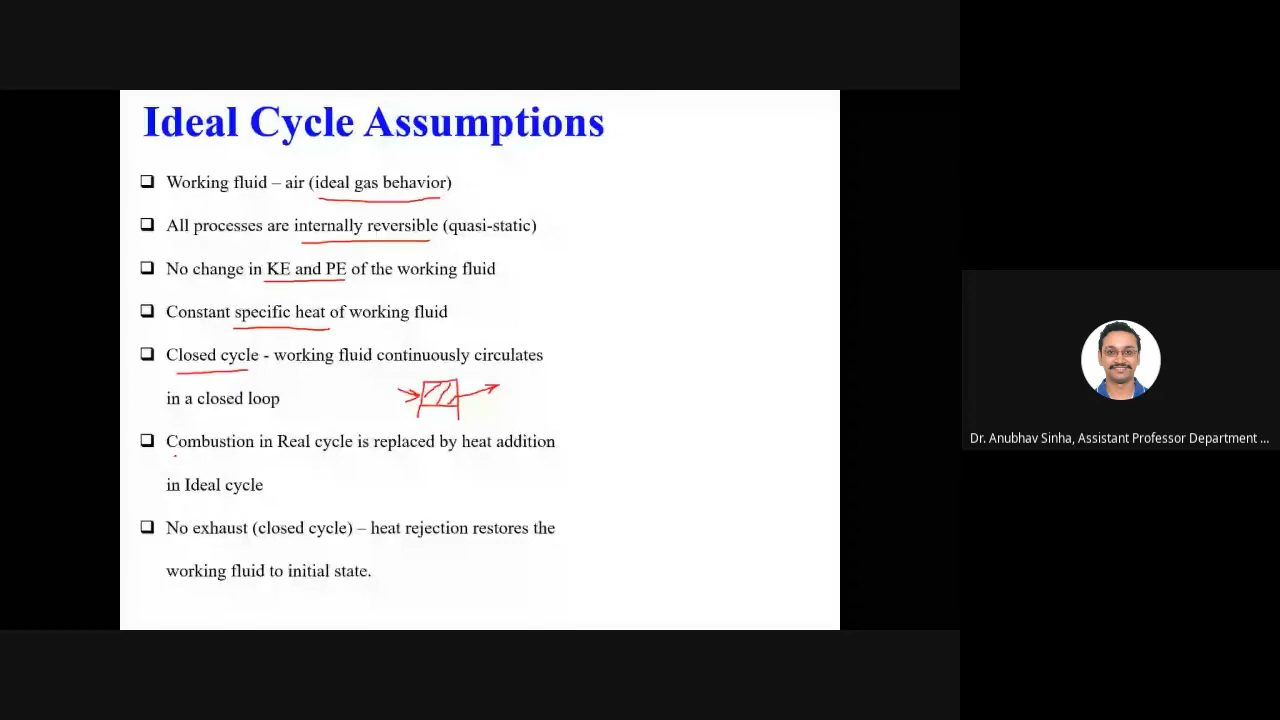 Ideal Cycle Assumptions
Working fluid – air (ideal gas behavior)
All processes are internally reversible (quasi-static)
No change in KE and PE of the working fluid
Constant specific heat of working fluid
Closed cycle - working fluid continuously circulates
in a closed loop
Combustion in Real cycle is replaced by heat addition
in Ideal cycle
No exhaust (closed cycle) – heat rejection restores the
working fluid to initial state.
Dr. Anubhav Sinha, Assistant Professor Department ...